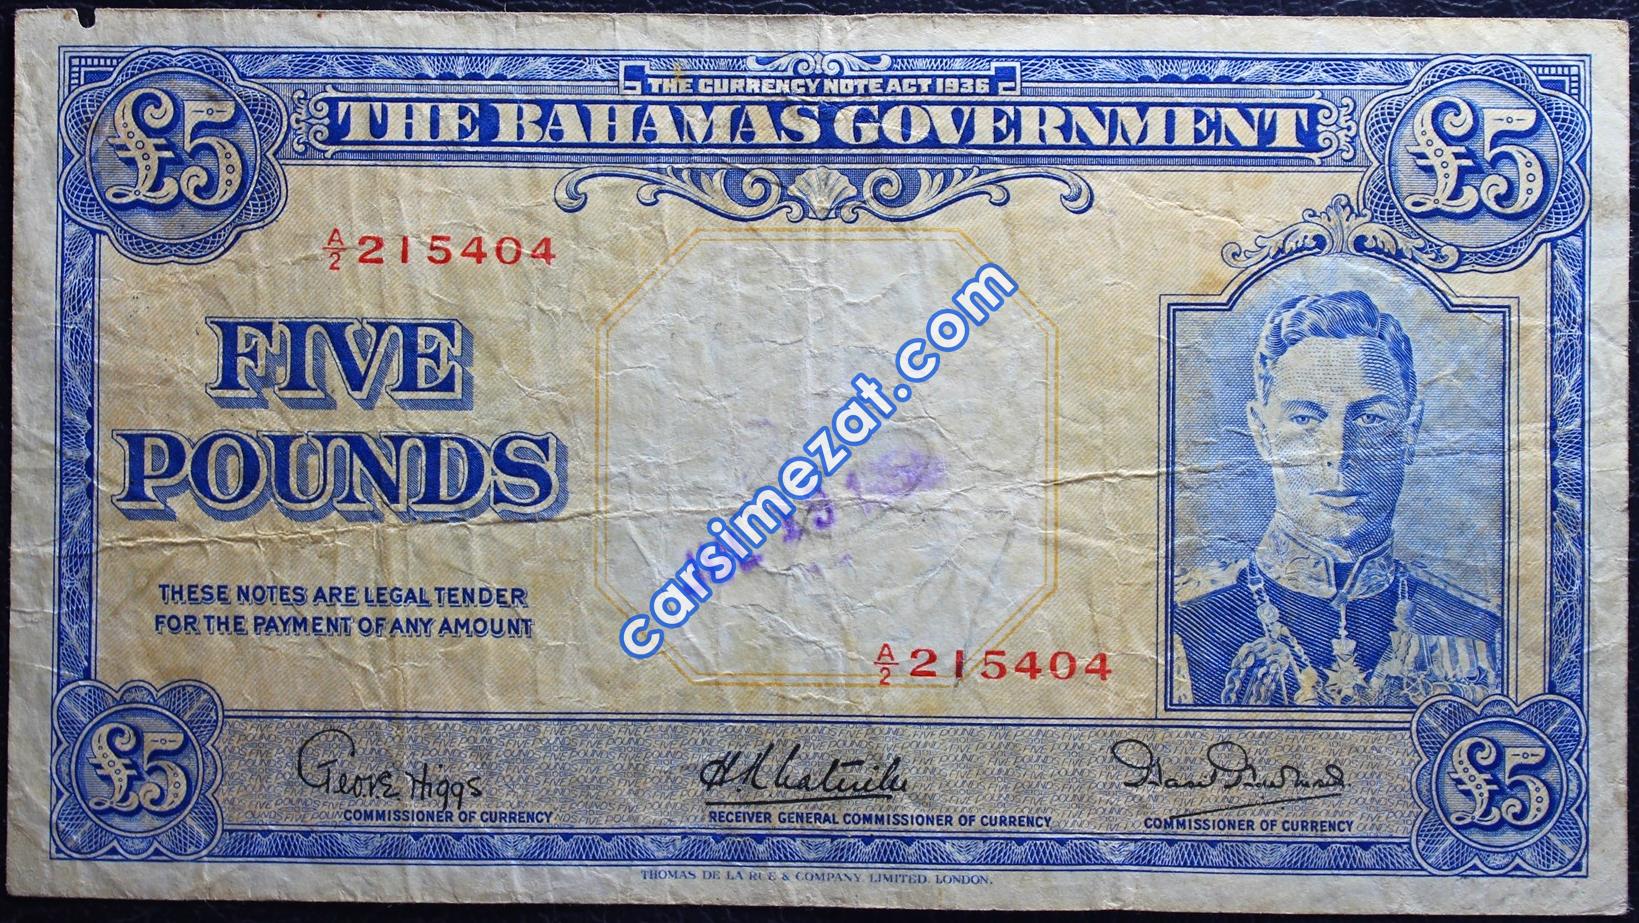 THE CURRENCY NOTE ACT 1936
£5 THE BAHAMAS GOVERNMENT £5
A/2 215404
FIVE
POUNDS
carsimezat.com
THESE NOTES ARE LEGAL TENDER
FOR THE PAYMENT OF ANY AMOUNT
A/2 215404
£5 £5
Geo. E. Higgs
COMMISSIONER OF CURRENCY
RECEIVER GENERAL COMMISSIONER OF CURRENCY
COMMISSIONER OF CURRENCY
THOMAS DE LA RUE & COMPANY, LIMITED, LONDON.